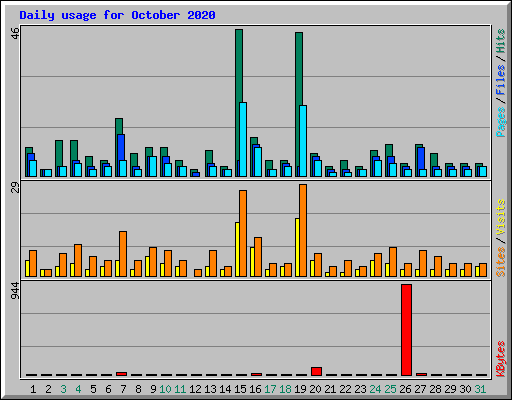 Daily usage for October 2020
46
Pages / Files / Hits
29
Sites / Visits
944
KBytes
1 2 3 4 5 6 7 8 9 10 11 12 13 14 15 16 17 18 19 20 21 22 23 24 25 26 27 28 29 30 31